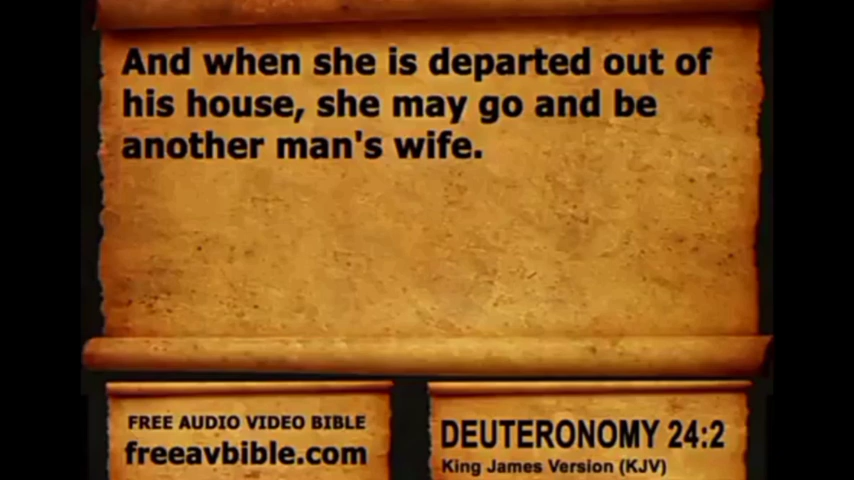 And when she is departed out of
his house, she may go and be
another man's wife.
FREE AUDIO VIDEO BIBLE
freeavbible.com
DEUTERONOMY 24:2
King James Version (KJV)